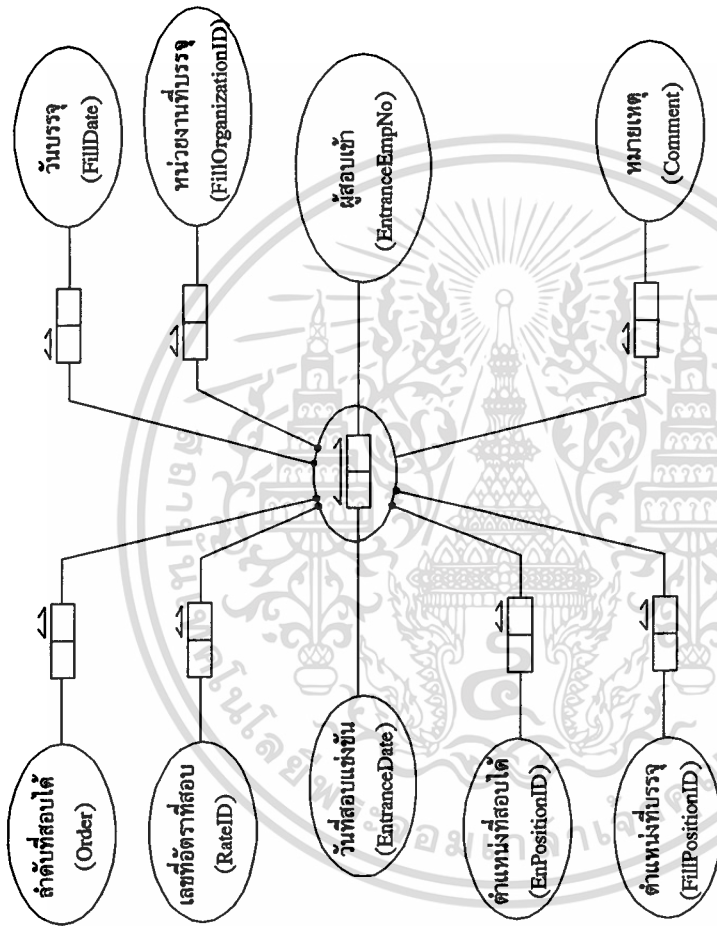 ลำดับที่สอบได้
(Order)
เลขที่อัตราที่สอบ
(RateID)
วันที่สอบแข่งขัน
(EntranceDate)
ตำแหน่งที่สอบได้
(EnPositionID)
ตำแหน่งที่บรรจุ
(FillPositionID)
วันบรรจุ
(FillDate)
หน่วยงานที่บรรจุ
(FillOrganizationID)
ผู้สอบเข้า
(EntranceEmpNo)
หมายเหตุ
(Comment)